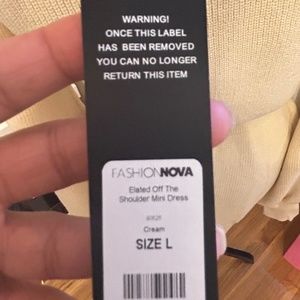 WARNING!
ONCE THIS LABEL
HAS BEEN REMOVED
YOU CAN NO LONGER
RETURN THIS ITEM
FASHIONNOVA
Elated Off The
Shoulder Mini Dress
Cream
SIZE L